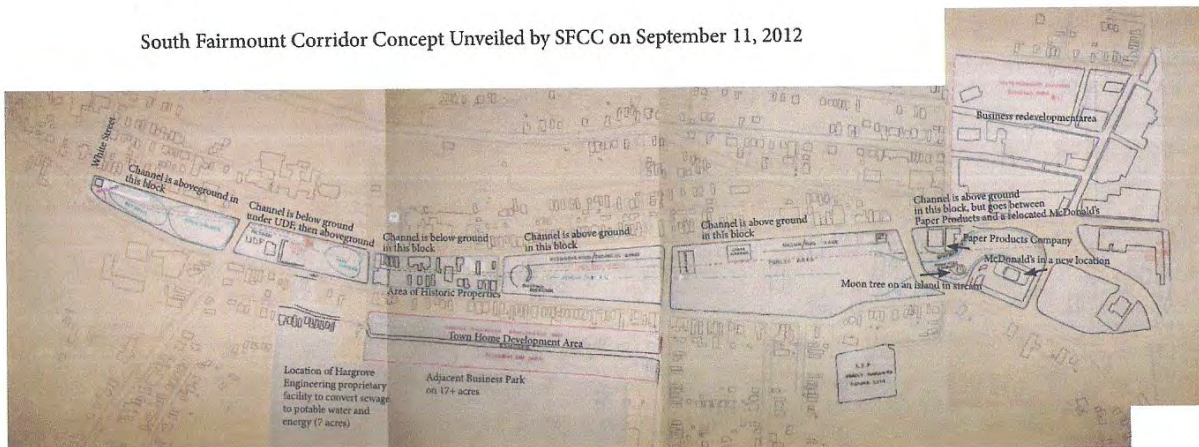 South Fairmount Corridor Concept Unveiled by SFCC on September 11, 2012
White Street
Channel is aboveground in
this block
Channel is below ground
under UDF, then aboveground
UDF
Channel is below ground
in this block
Area of Historic Properties
Channel is above ground
in this block
Channel is above ground
in this block
Channel is above ground
in this block, but goes between
Paper Products and a relocated McDonald's
Business redevelopmentarea
Paper Products Company
McDonald's in a new location
Moon tree on an island in stream
Town Home Development Area
Location of Hargrove
Engineering proprietary
facility to convert sewage
to potable water and
energy (7 acres)
Adjacent Business Park
on 17+ acres